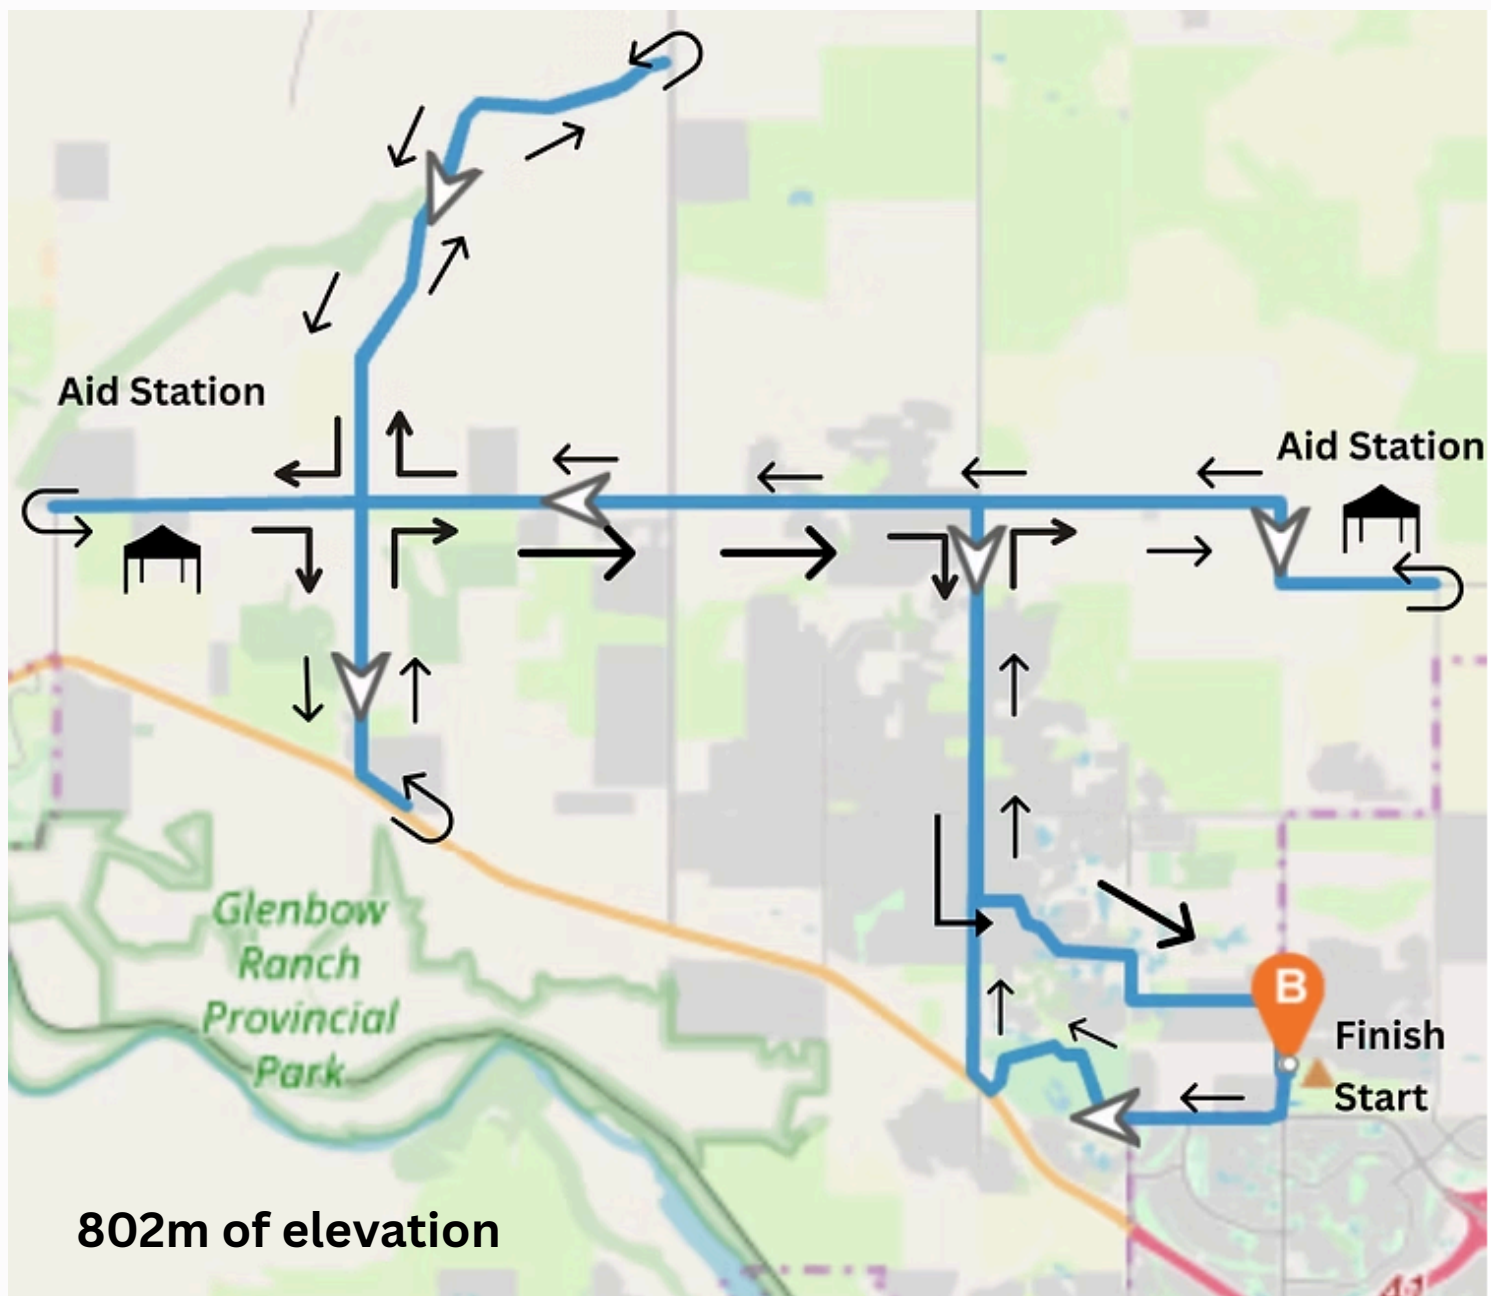 Aid Station
Aid Station
Glenbow
Ranch
Provincial
Park
B
Finish
Start
802m of elevation